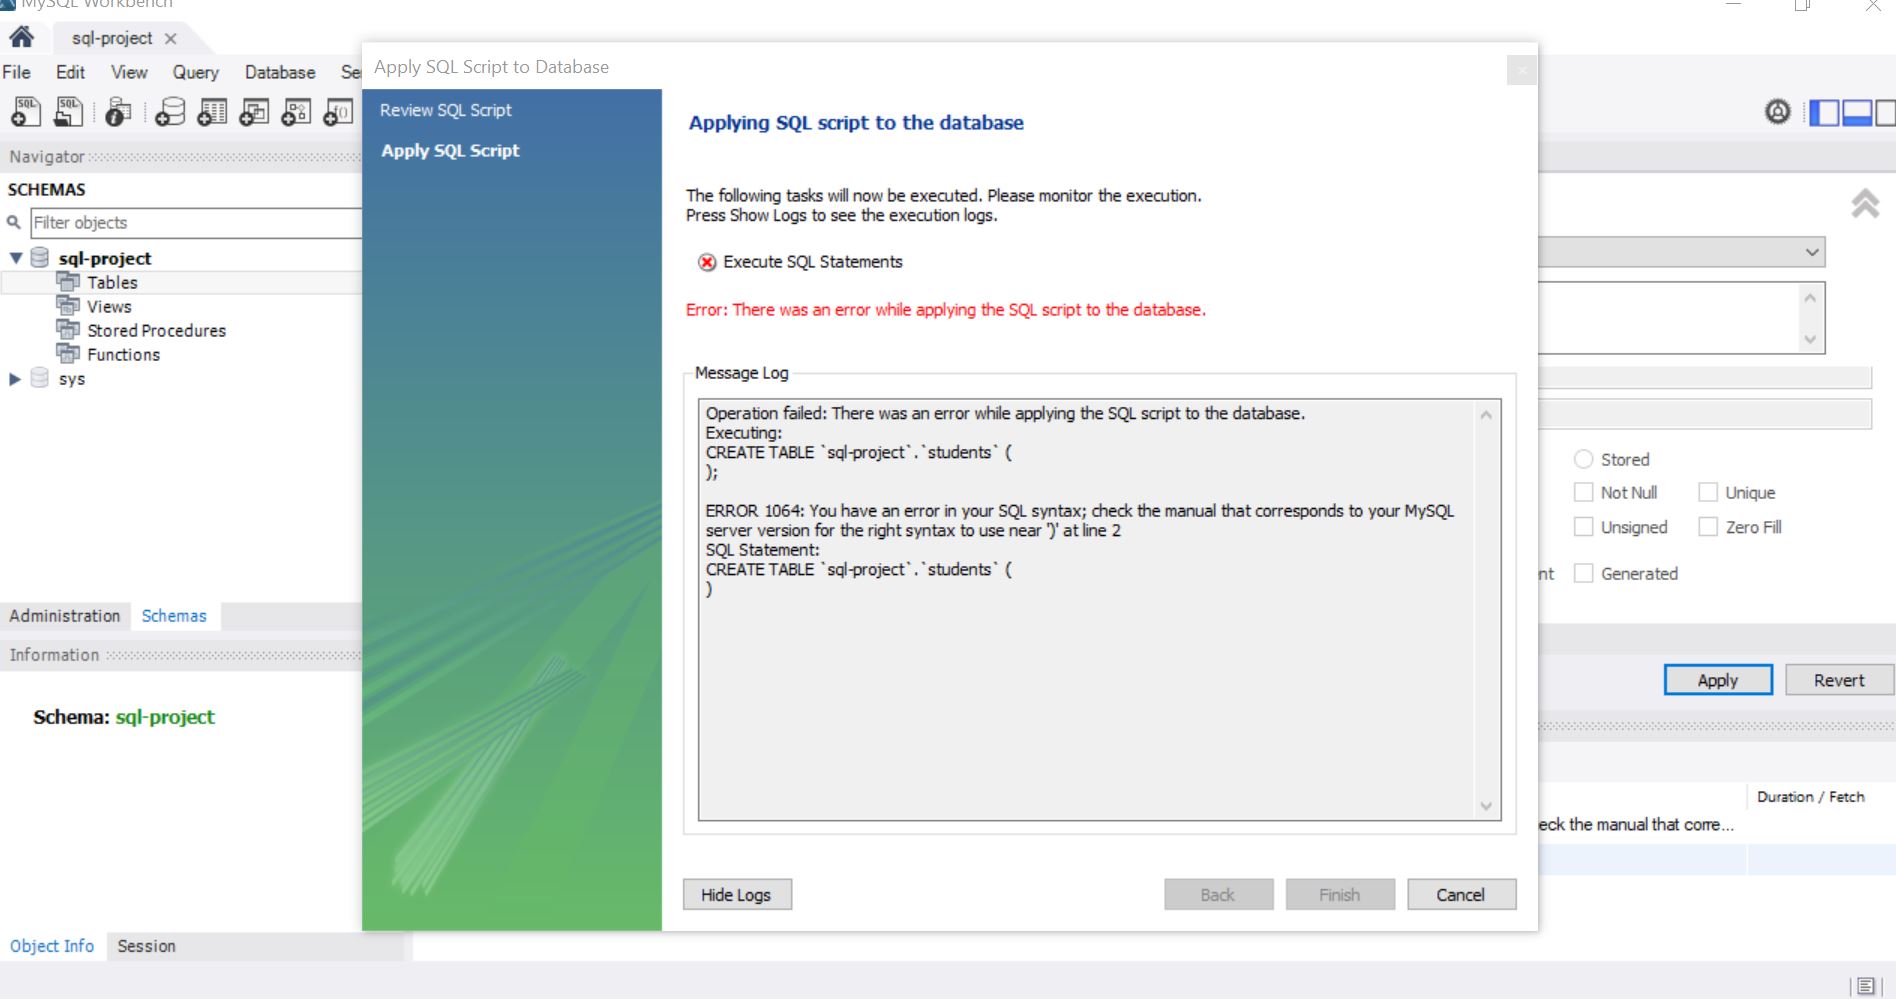 MySQL Workbench
sql-project
File Edit View Query Database Se
Navigator
SCHEMAS
Filter objects
sql-project
Tables
Views
Stored Procedures
Functions
sys
Administration Schemas
Information
Schema: sql-project
Object Info Session
Apply SQL Script to Database
Review SQL Script
Apply SQL Script
Applying SQL script to the database
The following tasks will now be executed. Please monitor the execution.
Press Show Logs to see the execution logs.
Execute SQL Statements
Error: There was an error while applying the SQL script to the database.
Message Log
Operation failed: There was an error while applying the SQL script to the database.
Executing:
CREATE TABLE `sql-project`.`students` (
);
ERROR 1064: You have an error in your SQL syntax; check the manual that corresponds to your MySQL
server version for the right syntax to use near ')' at line 2
SQL Statement:
CREATE TABLE `sql-project`.`students` (
)
Hide Logs Back Finish Cancel
Stored
Not Null Unique
Unsigned Zero Fill
nt Generated
Apply Revert
Duration / Fetch
eck the manual that corre...